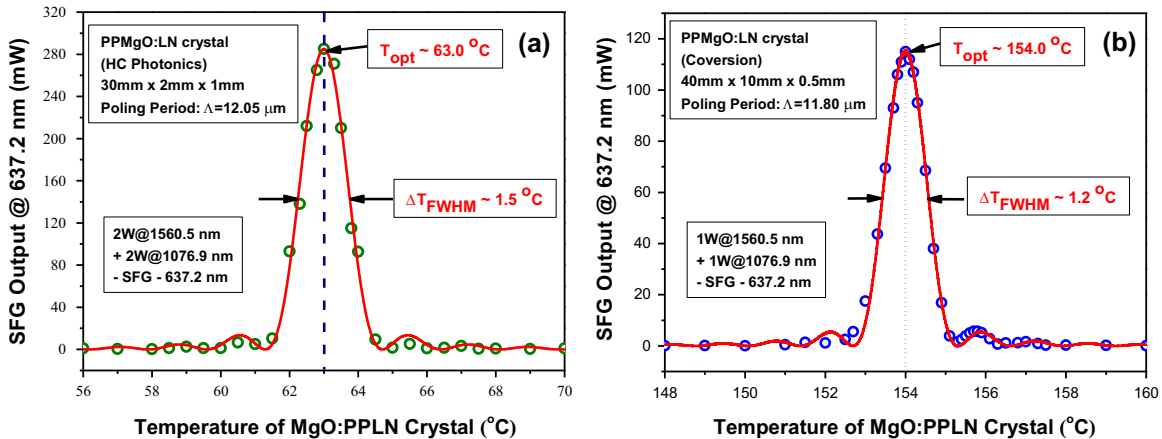 (a)
PPMgO:LN crystal
(HC Photonics)
30mm x 2mm x 1mm
Poling Period: Λ=12.05 μm
T_opt ~ 63.0 °C
ΔT_FWHM ~ 1.5 °C
2W@1560.5 nm
+ 2W@1076.9 nm
- SFG - 637.2 nm
SFG Output @ 637.2 nm (mW)
320
280
240
200
160
120
80
40
0
56 58 60 62 64 66 68 70
Temperature of MgO:PPLN Crystal (°C)
(b)
PPMgO:LN crystal
(Coversion)
40mm x 10mm x 0.5mm
Poling Period: Λ=11.80 μm
T_opt ~ 154.0 °C
ΔT_FWHM ~ 1.2 °C
1W@1560.5 nm
+ 1W@1076.9 nm
- SFG - 637.2 nm
SFG Output @ 637.2 nm (mW)
120
100
80
60
40
20
0
148 150 152 154 156 158 160
Temperature of MgO:PPLN Crystal (°C)